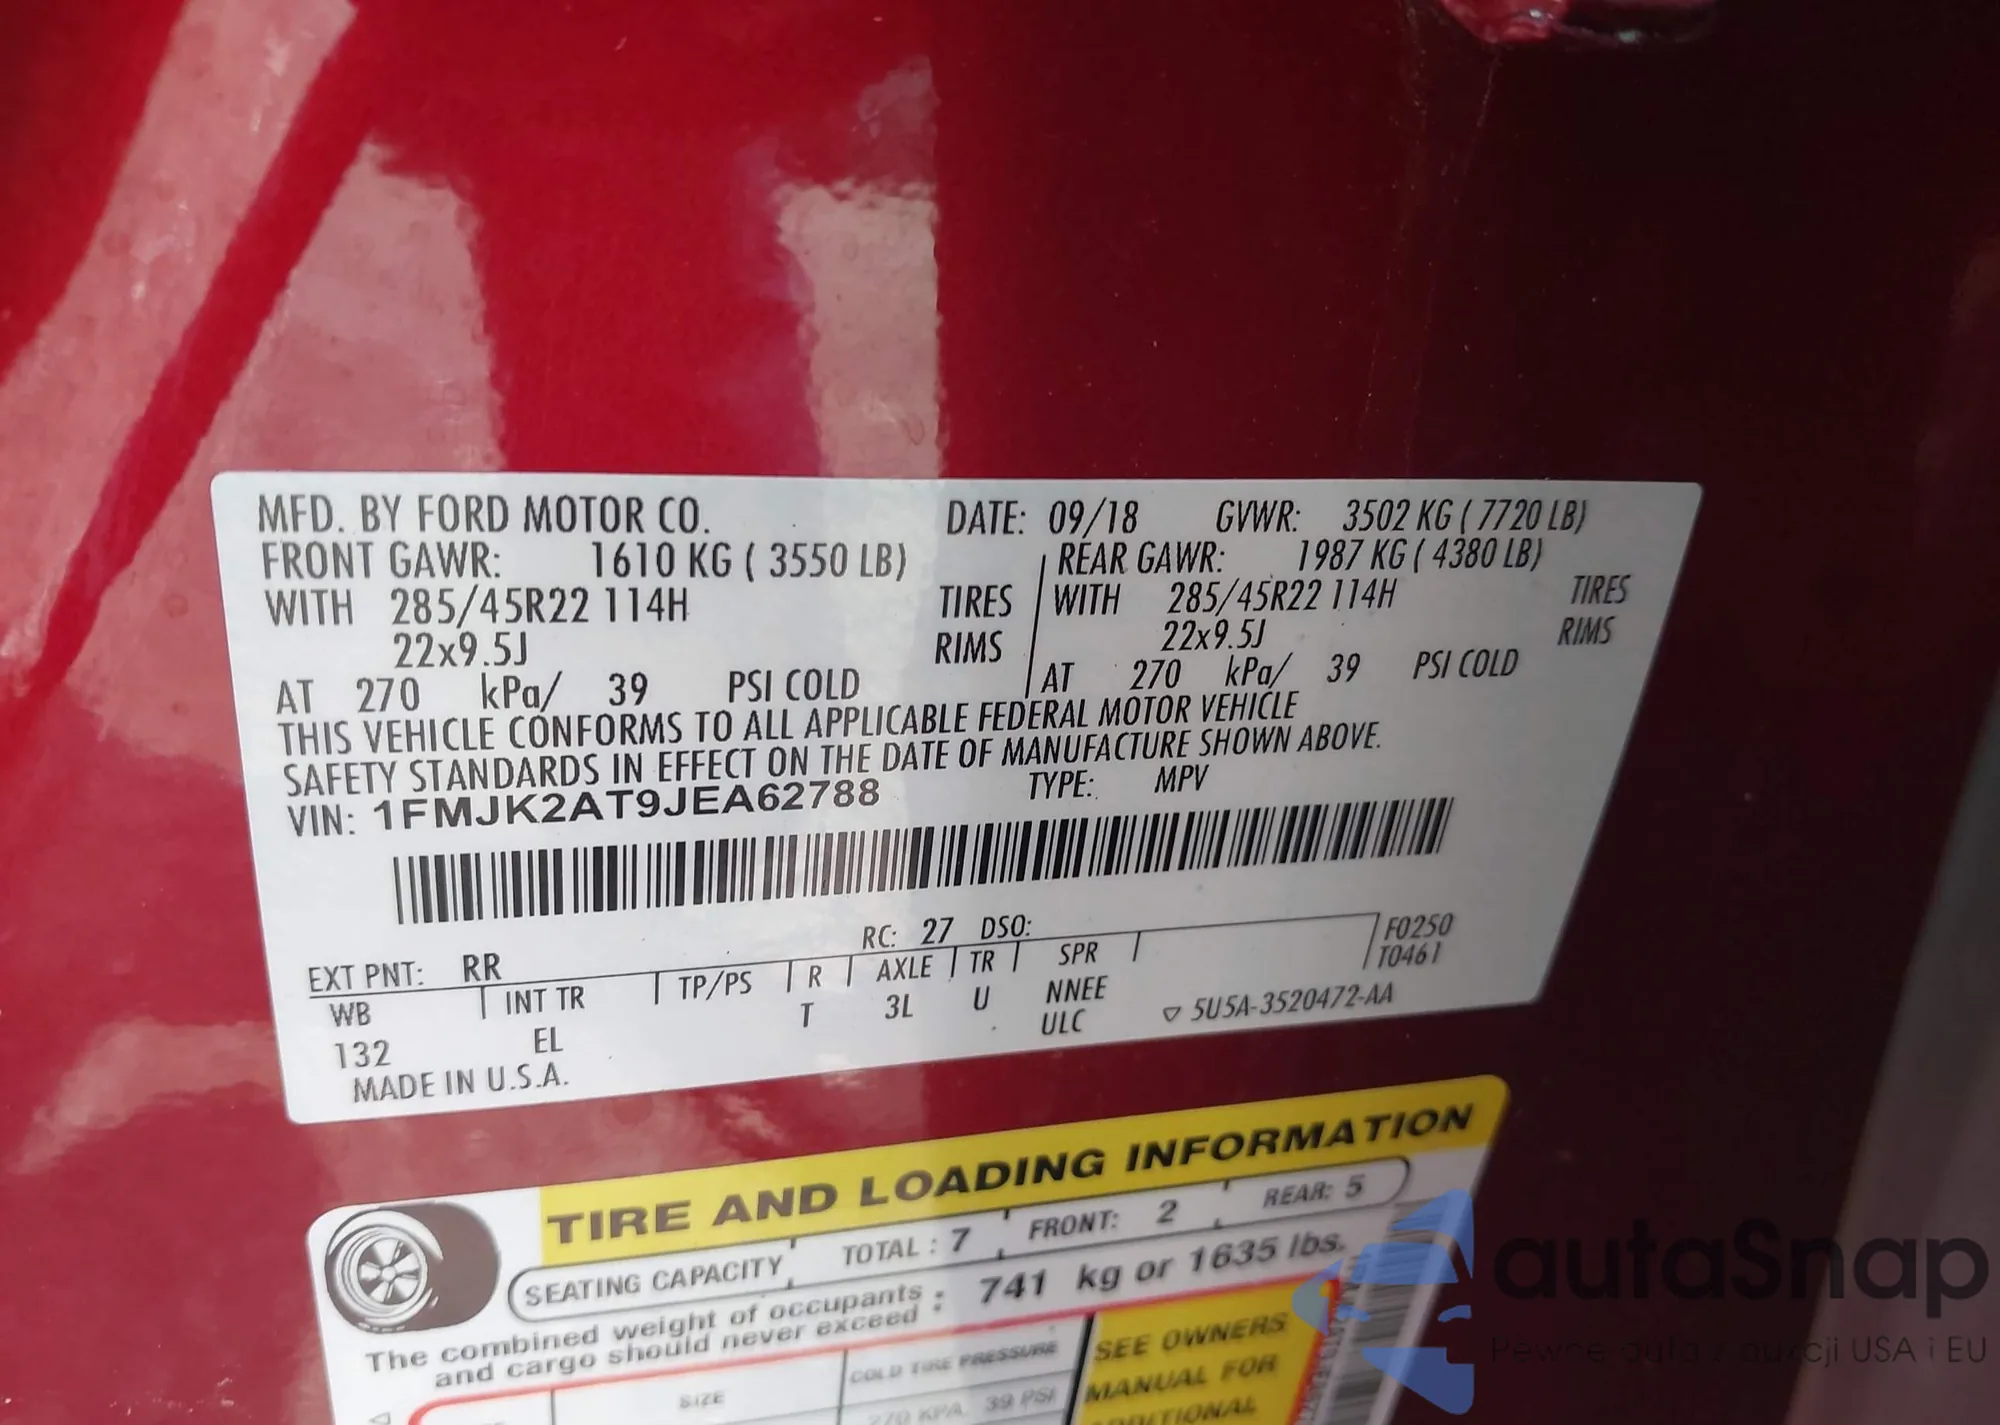 MFD. BY FORD MOTOR CO. DATE: 09/18 GVWR: 3502 KG ( 7720 LB)
FRONT GAWR: 1610 KG ( 3550 LB) REAR GAWR: 1987 KG ( 4380 LB)
WITH 285/45R22 114H TIRES WITH 285/45R22 114H TIRES
22x9.5J RIMS 22x9.5J RIMS
AT 270 kPa/ 39 PSI COLD AT 270 kPa/ 39 PSI COLD
THIS VEHICLE CONFORMS TO ALL APPLICABLE FEDERAL MOTOR VEHICLE
SAFETY STANDARDS IN EFFECT ON THE DATE OF MANUFACTURE SHOWN ABOVE.
VIN: 1FMJK2AT9JEA62788 TYPE: MPV
EXT PNT: RR RC: 27 DSO: F0250
T0461
WB INT TR TP/PS R AXLE TR SPR
132 EL T 3L U NNEE
ULC
▽ 5U5A-3520472-AA
MADE IN U.S.A.
TIRE AND LOADING INFORMATION
SEATING CAPACITY TOTAL : 7 FRONT: 2 REAR: 5
The combined weight of occupants : 741 kg or 1635 lbs.
and cargo should never exceed
SIZE COLD TIRE PRESSURE SEE OWNERS
270 KPA, 39 PSI MANUAL FOR
ADDITIONAL
autaSnap
Pewne auta z aukcji USA i EU